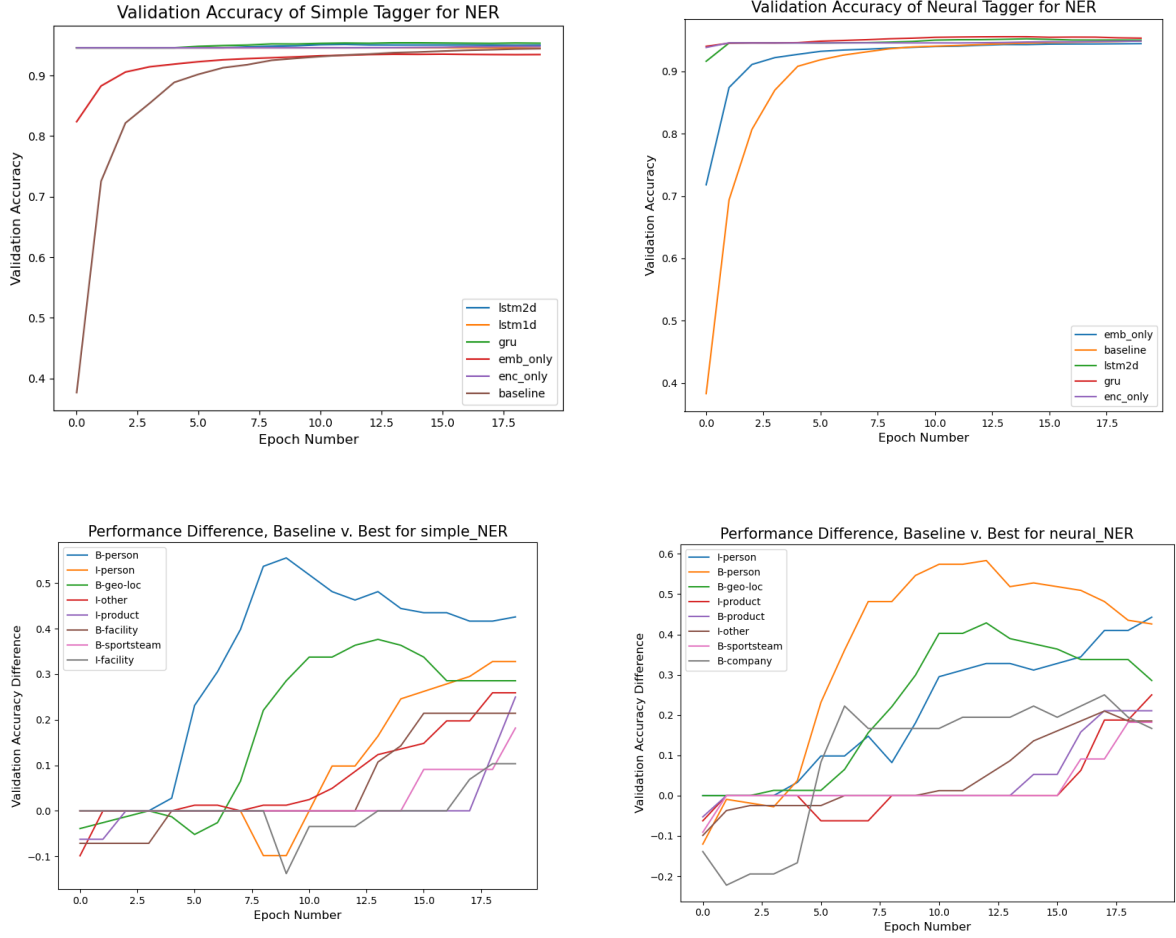 Validation Accuracy of Simple Tagger for NER
Validation Accuracy
0.9
0.8
0.7
0.6
0.5
0.4
lstm2d
lstm1d
gru
emb_only
enc_only
baseline
0.0 2.5 5.0 7.5 10.0 12.5 15.0 17.5
Epoch Number
Validation Accuracy of Neural Tagger for NER
Validation Accuracy
0.9
0.8
0.7
0.6
0.5
0.4
emb_only
baseline
lstm2d
gru
enc_only
0.0 2.5 5.0 7.5 10.0 12.5 15.0 17.5
Epoch Number
Performance Difference, Baseline v. Best for simple_NER
Validation Accuracy Difference
B-person
I-person
B-geo-loc
I-other
I-product
B-facility
B-sportsteam
I-facility
0.5
0.4
0.3
0.2
0.1
0.0
−0.1
0.0 2.5 5.0 7.5 10.0 12.5 15.0 17.5
Epoch Number
Performance Difference, Baseline v. Best for neural_NER
Validation Accuracy Difference
I-person
B-person
B-geo-loc
I-product
B-product
I-other
B-sportsteam
B-company
0.6
0.5
0.4
0.3
0.2
0.1
0.0
−0.1
−0.2
0.0 2.5 5.0 7.5 10.0 12.5 15.0 17.5
Epoch Number